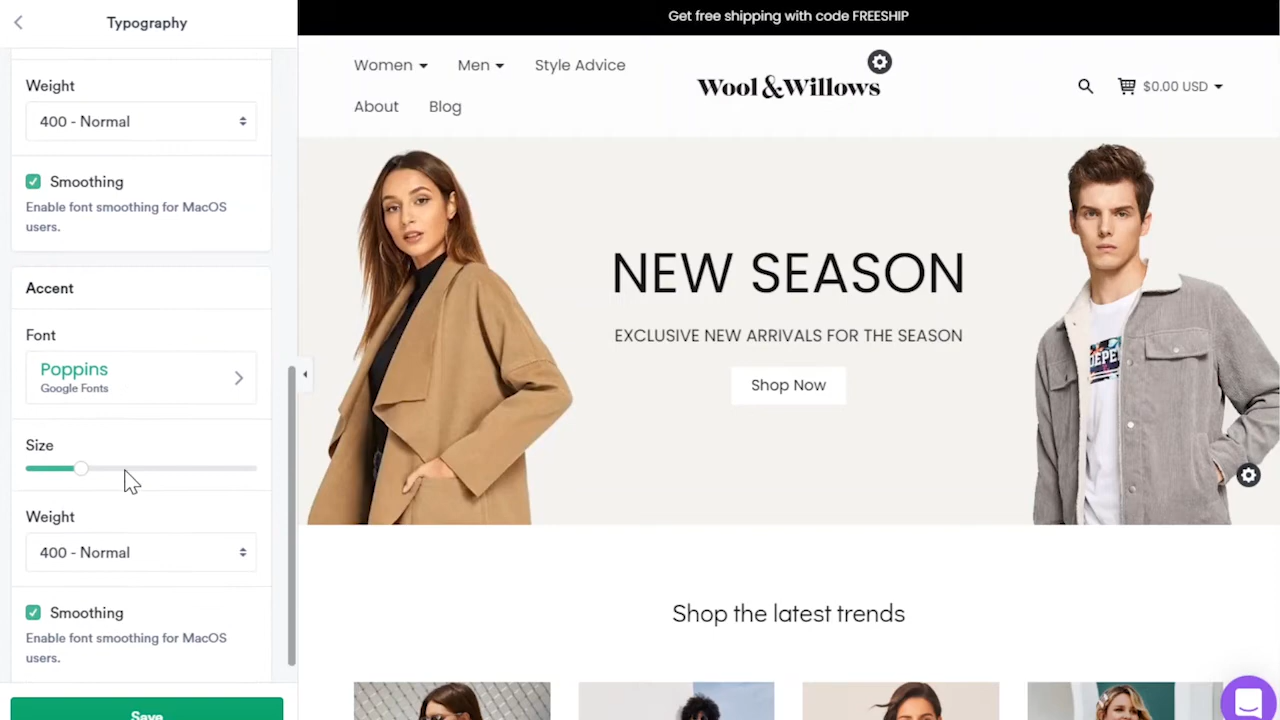 Typography
Weight
400 - Normal
Smoothing
Enable font smoothing for MacOS
users.
Accent
Font
Poppins
Google Fonts
Size
Weight
400 - Normal
Smoothing
Enable font smoothing for MacOS
users.
Save
Get free shipping with code FREESHIP
Women Men Style Advice
About Blog
Wool&Willows
$0.00 USD
NEW SEASON
EXCLUSIVE NEW ARRIVALS FOR THE SEASON
Shop Now
Shop the latest trends